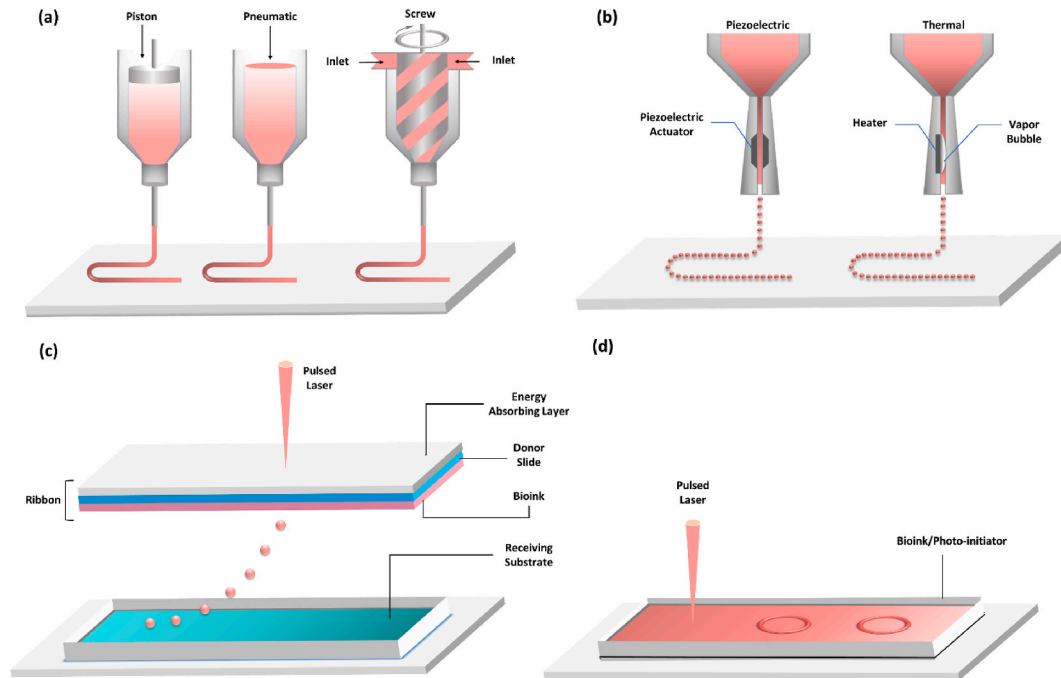 (a)
Piston
Pneumatic
Screw
Inlet
Inlet
(b)
Piezoelectric
Thermal
Piezoelectric
Actuator
Heater
Vapor
Bubble
(c)
Pulsed
Laser
Energy
Absorbing Layer
Donor
Slide
Ribbon
Bioink
Receiving
Substrate
(d)
Pulsed
Laser
Bioink/Photo-initiator